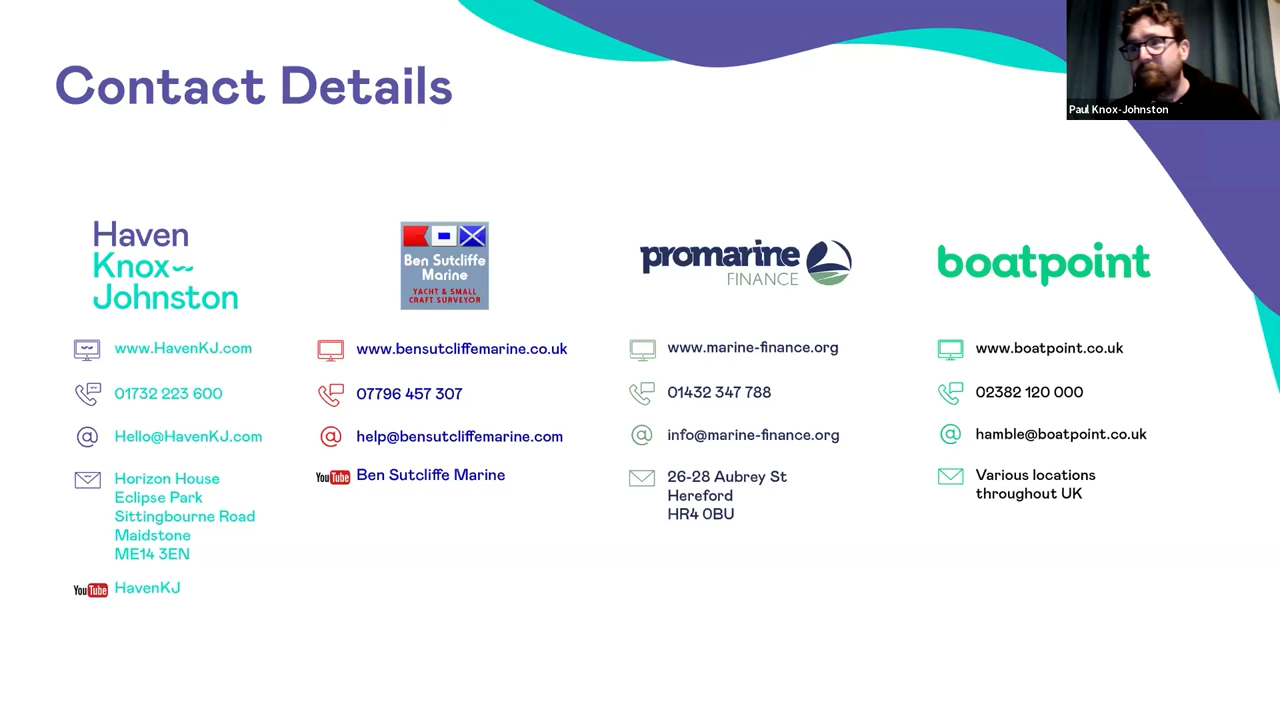 Contact Details
Paul Knox-Johnston
Haven
Knox~~
Johnston
www.HavenKJ.com
01732 223 600
Hello@HavenKJ.com
Horizon House
Eclipse Park
Sittingbourne Road
Maidstone
ME14 3EN
YouTube HavenKJ
Ben Sutcliffe
Marine
YACHT & SMALL
CRAFT SURVEYOR
www.bensutcliffemarine.co.uk
07796 457 307
help@bensutcliffemarine.com
YouTube Ben Sutcliffe Marine
promarine
FINANCE
www.marine-finance.org
01432 347 788
info@marine-finance.org
26-28 Aubrey St
Hereford
HR4 0BU
boatpoint
www.boatpoint.co.uk
02382 120 000
hamble@boatpoint.co.uk
Various locations
throughout UK